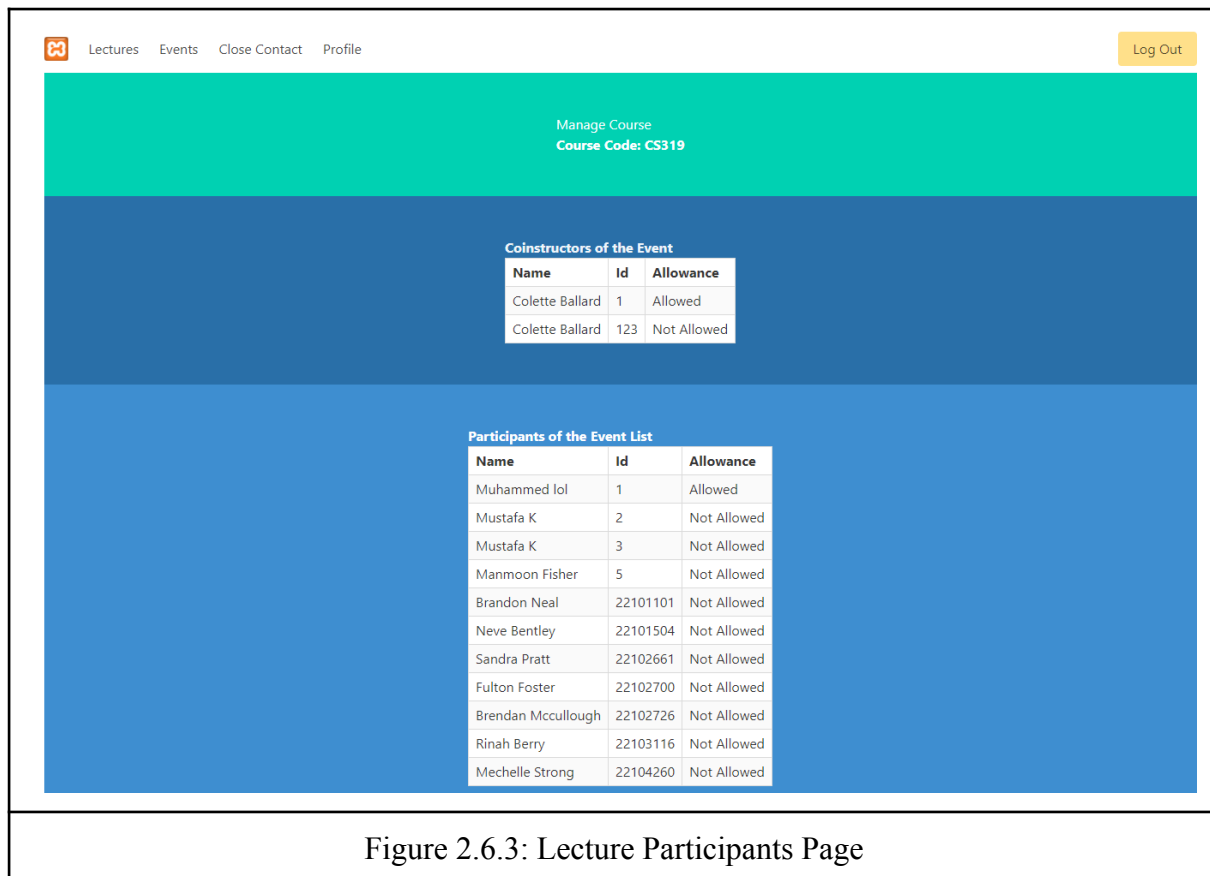 Lectures Events Close Contact Profile Log Out
Manage Course
Course Code: CS319
Coinstructors of the Event
Name Id Allowance
Colette Ballard 1 Allowed
Colette Ballard 123 Not Allowed
Participants of the Event List
Name Id Allowance
Muhammed lol 1 Allowed
Mustafa K 2 Not Allowed
Mustafa K 3 Not Allowed
Manmoon Fisher 5 Not Allowed
Brandon Neal 22101101 Not Allowed
Neve Bentley 22101504 Not Allowed
Sandra Pratt 22102661 Not Allowed
Fulton Foster 22102700 Not Allowed
Brendan Mccullough 22102726 Not Allowed
Rinah Berry 22103116 Not Allowed
Mechelle Strong 22104260 Not Allowed
Figure 2.6.3: Lecture Participants Page